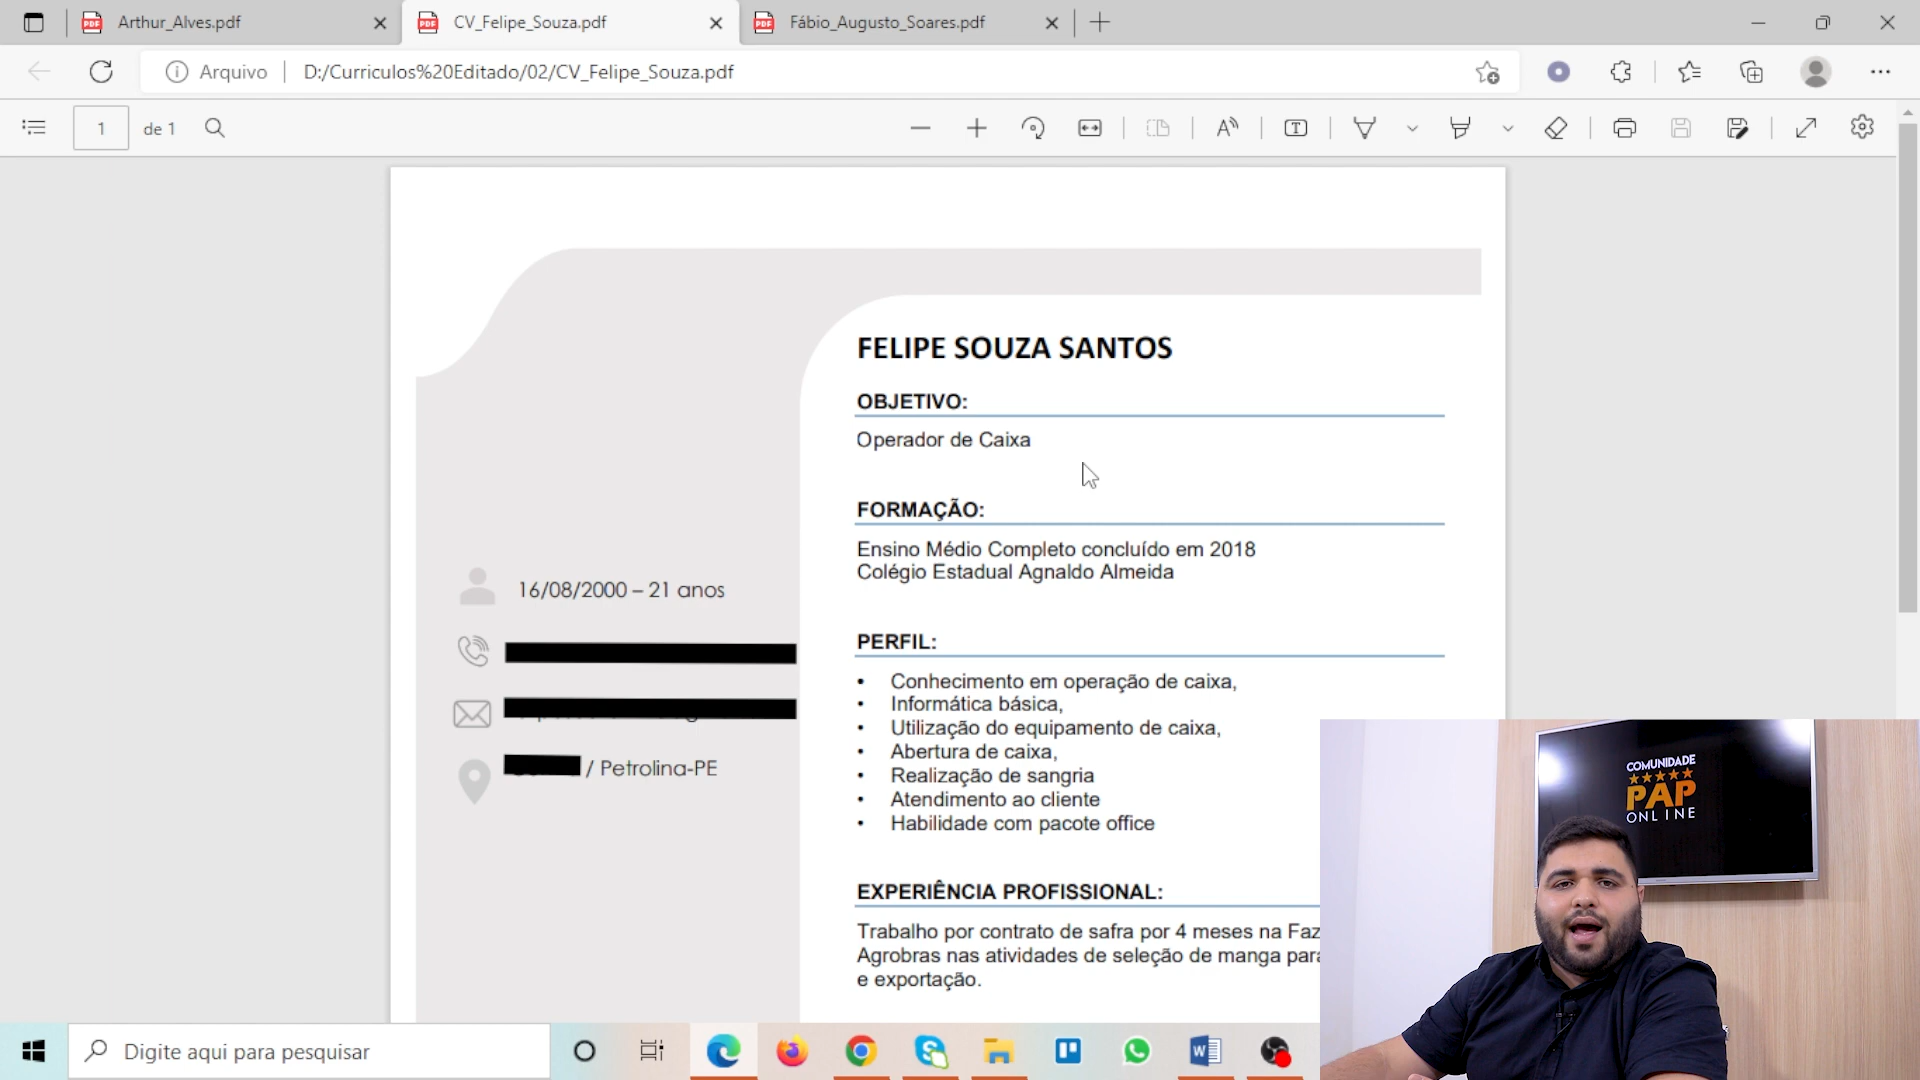 Arthur_Alves.pdf
CV_Felipe_Souza.pdf
Fábio_Augusto_Soares.pdf
Arquivo
D:/Curriculos%20Editado/02/CV_Felipe_Souza.pdf
1
de 1
FELIPE SOUZA SANTOS
OBJETIVO:
Operador de Caixa
FORMAÇÃO:
Ensino Médio Completo concluído em 2018
Colégio Estadual Agnaldo Almeida
16/08/2000 – 21 anos
/ Petrolina-PE
PERFIL:
• Conhecimento em operação de caixa,
• Informática básica,
• Utilização do equipamento de caixa,
• Abertura de caixa,
• Realização de sangria
• Atendimento ao cliente
• Habilidade com pacote office
EXPERIÊNCIA PROFISSIONAL:
Trabalho por contrato de safra por 4 meses na Faz
Agrobras nas atividades de seleção de manga para
e exportação.
COMUNIDADE
PAP
ONLINE
Digite aqui para pesquisar